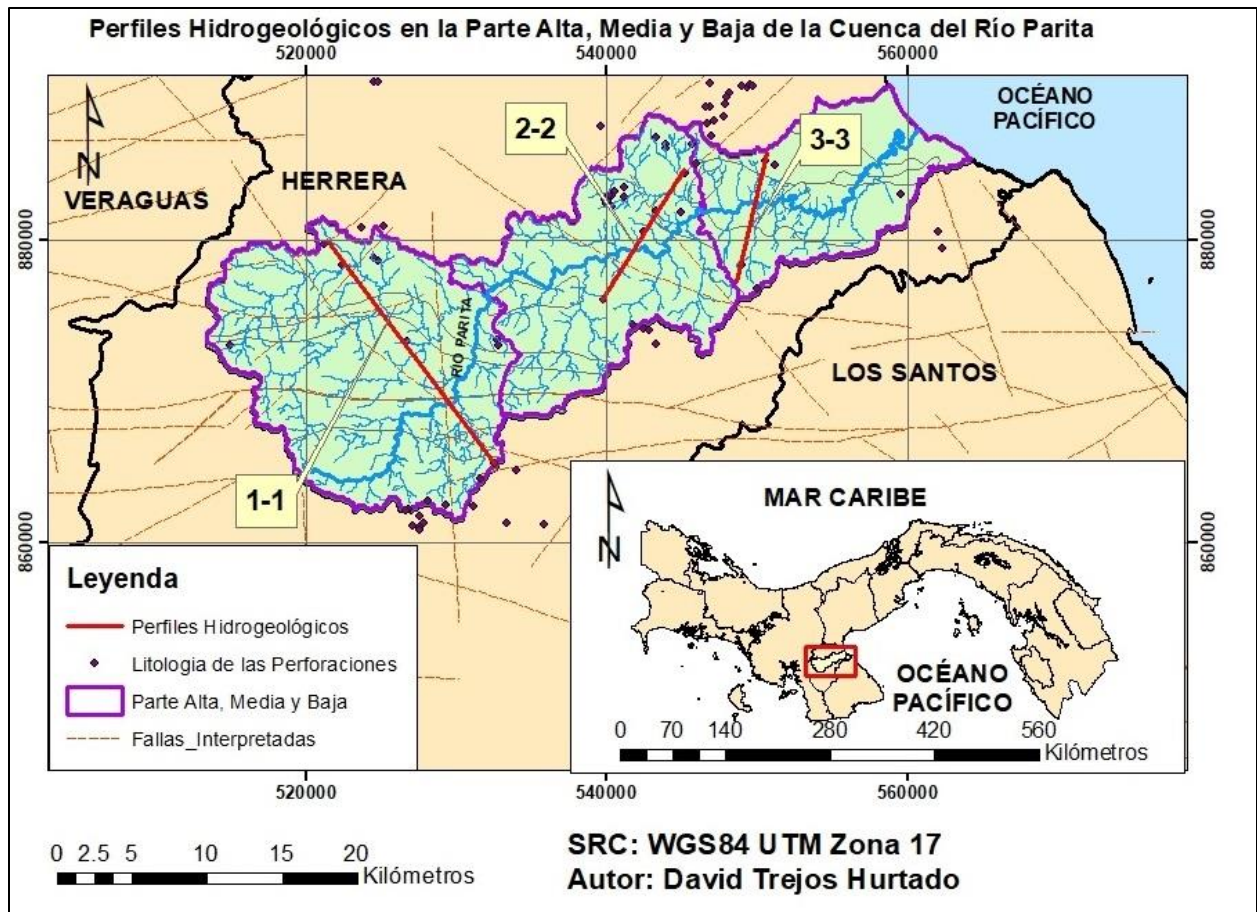 Perfiles Hidrogeológicos en la Parte Alta, Media y Baja de la Cuenca del Río Parita
520000 540000 560000
OCÉANO
PACÍFICO
N
2-2
3-3
HERRERA
VERAGUAS
880000
880000
RÍO PARITA
LOS SANTOS
1-1
860000
860000
Leyenda
Perfiles Hidrogeológicos
Litologia de las Perforaciones
Parte Alta, Media y Baja
Fallas_Interpretadas
MAR CARIBE
N
OCÉANO
PACÍFICO
0 70 140 280 420 560
Kilómetros
520000 540000 560000
0 2.5 5 10 15 20
Kilómetros
SRC: WGS84 UTM Zona 17
Autor: David Trejos Hurtado